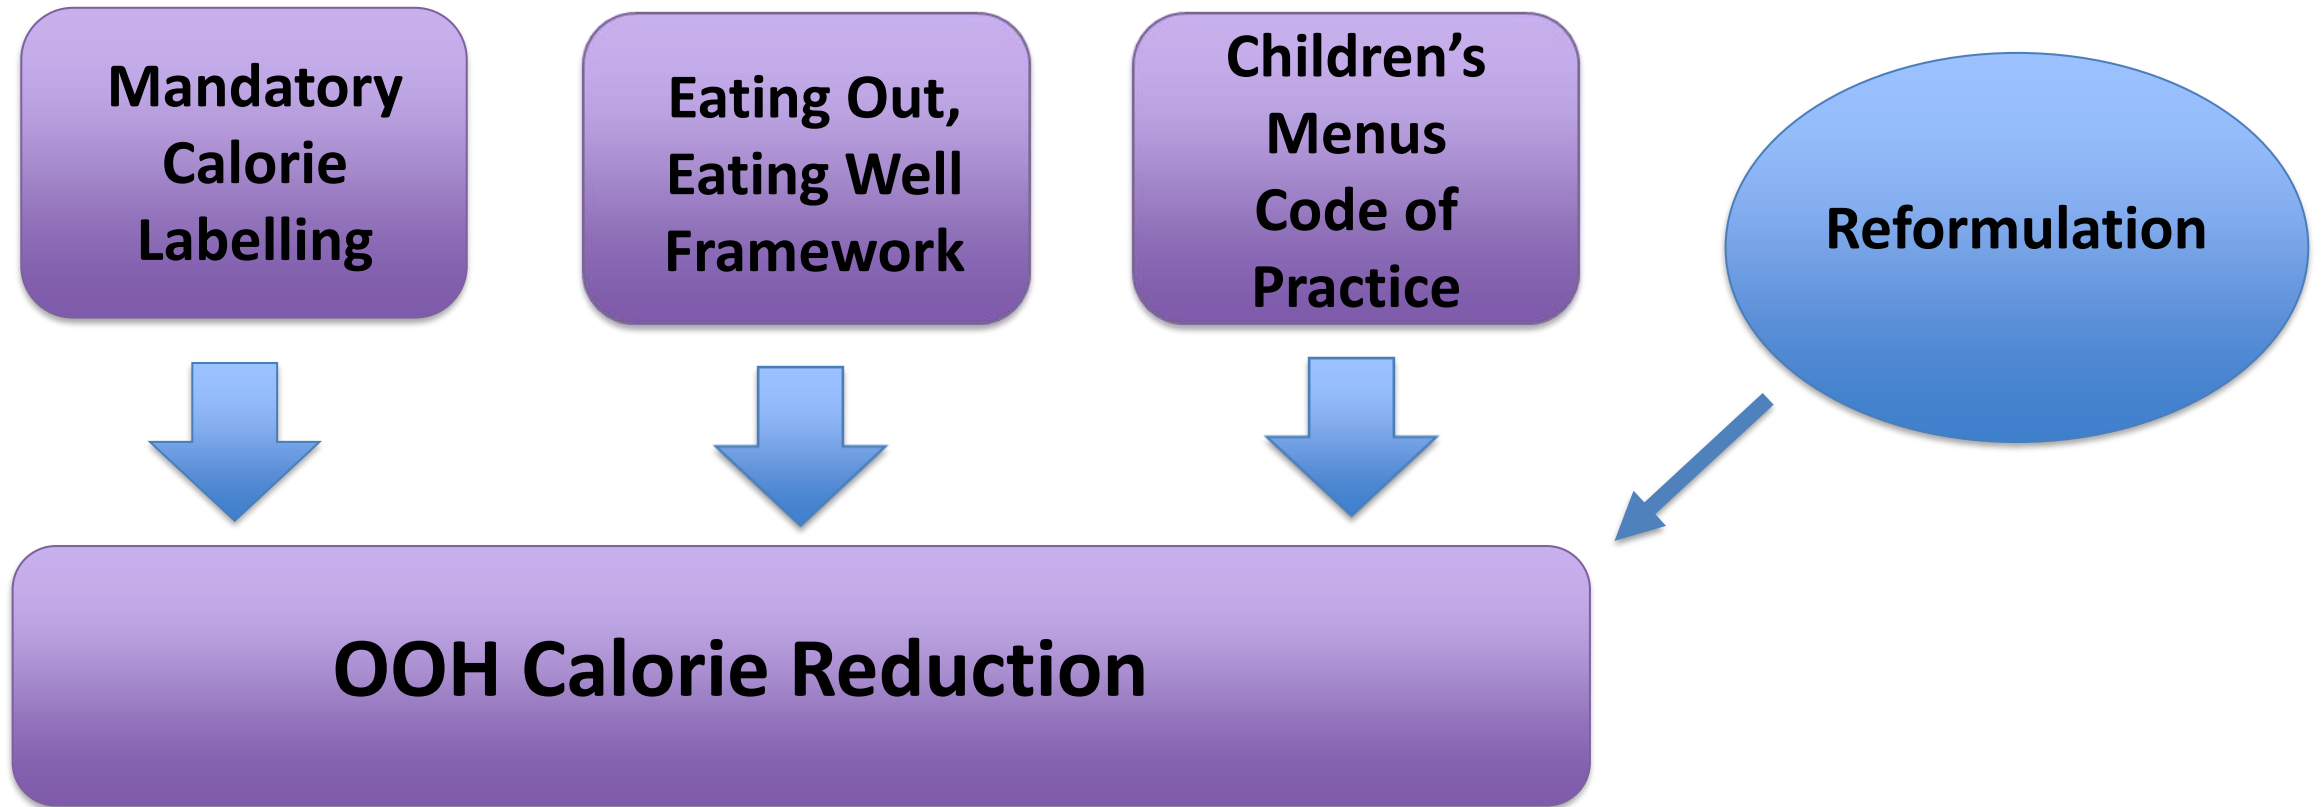 Mandatory
Calorie
Labelling
Eating Out,
Eating Well
Framework
Children’s
Menus
Code of
Practice
Reformulation
OOH Calorie Reduction